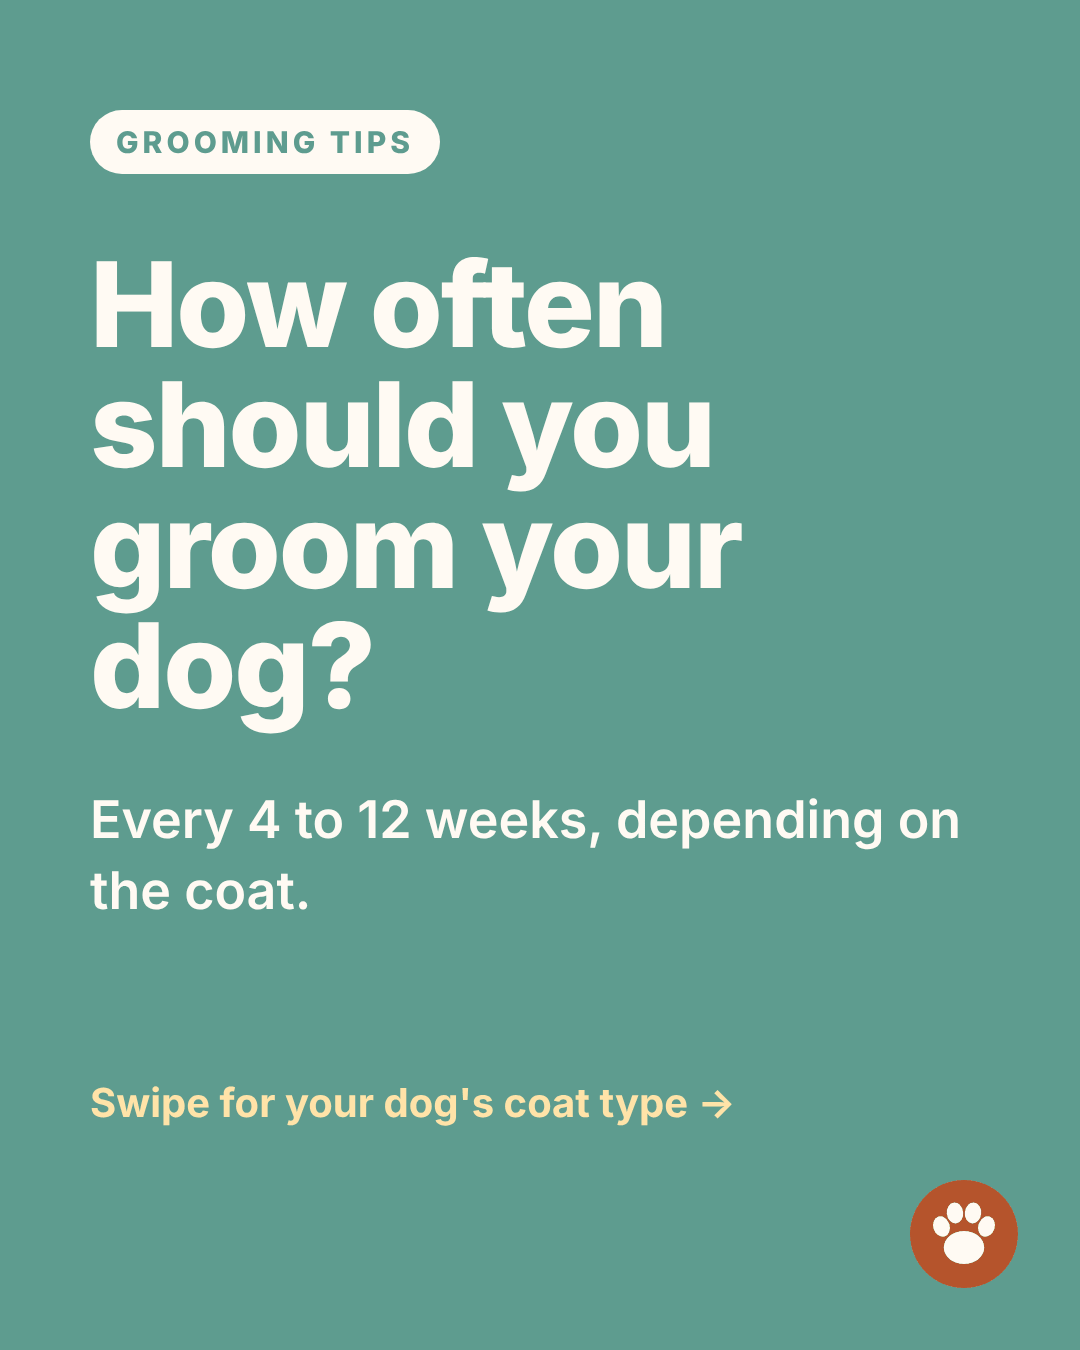 GROOMING TIPS
How often
should you
groom your
dog?
Every 4 to 12 weeks, depending on
the coat.
Swipe for your dog's coat type →